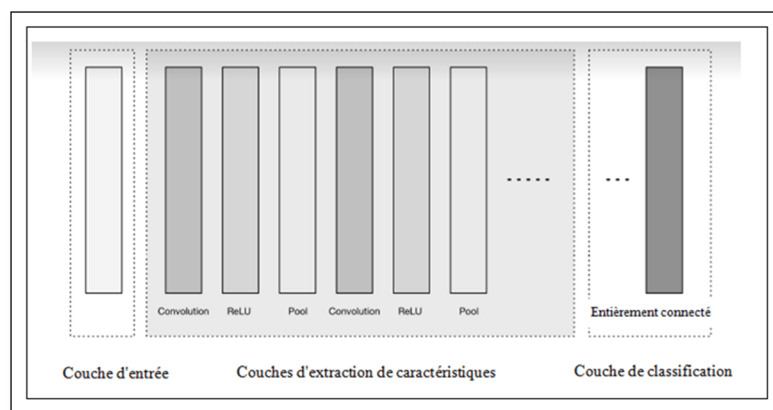 Convolution ReLU Pool Convolution ReLU Pool
Entièrement connecté
Couche d'entrée Couches d'extraction de caractéristiques Couche de classification